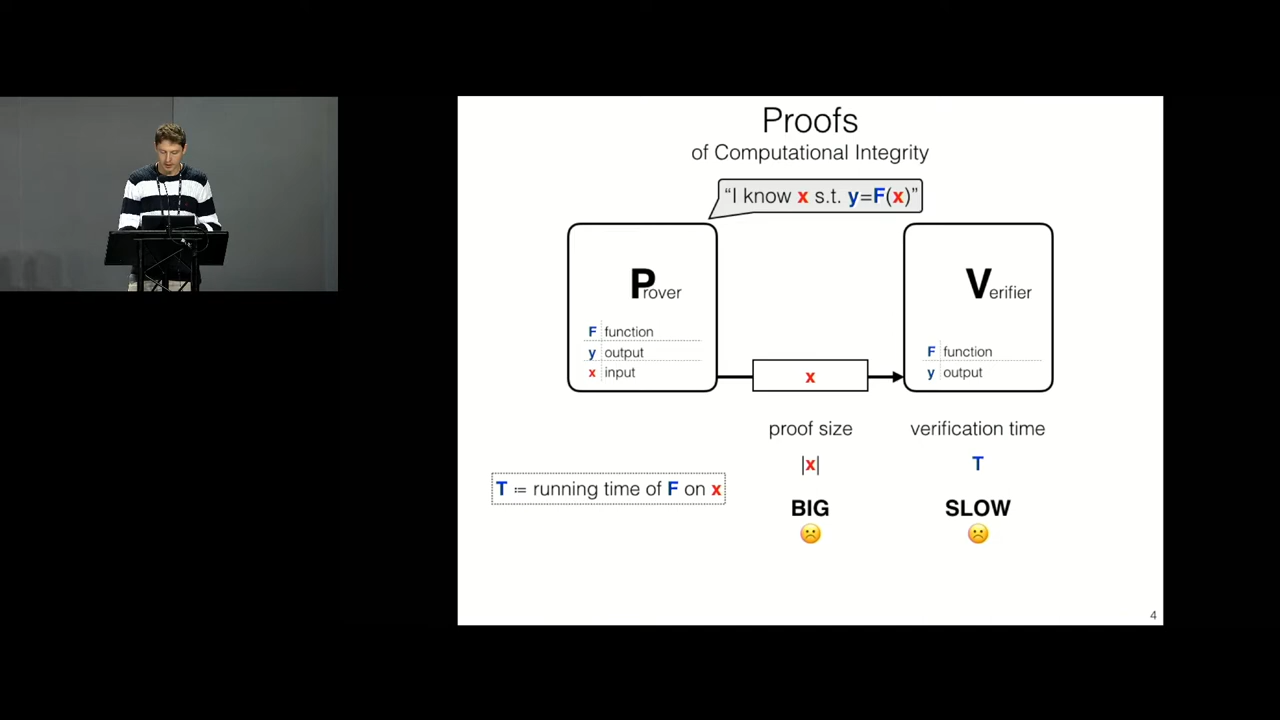 Proofs
of Computational Integrity
“I know x s.t. y=F(x)”
Prover
F function
y output
x input
x
Verifier
F function
y output
proof size
verification time
|x|
T
T ≔ running time of F on x
BIG
SLOW
4